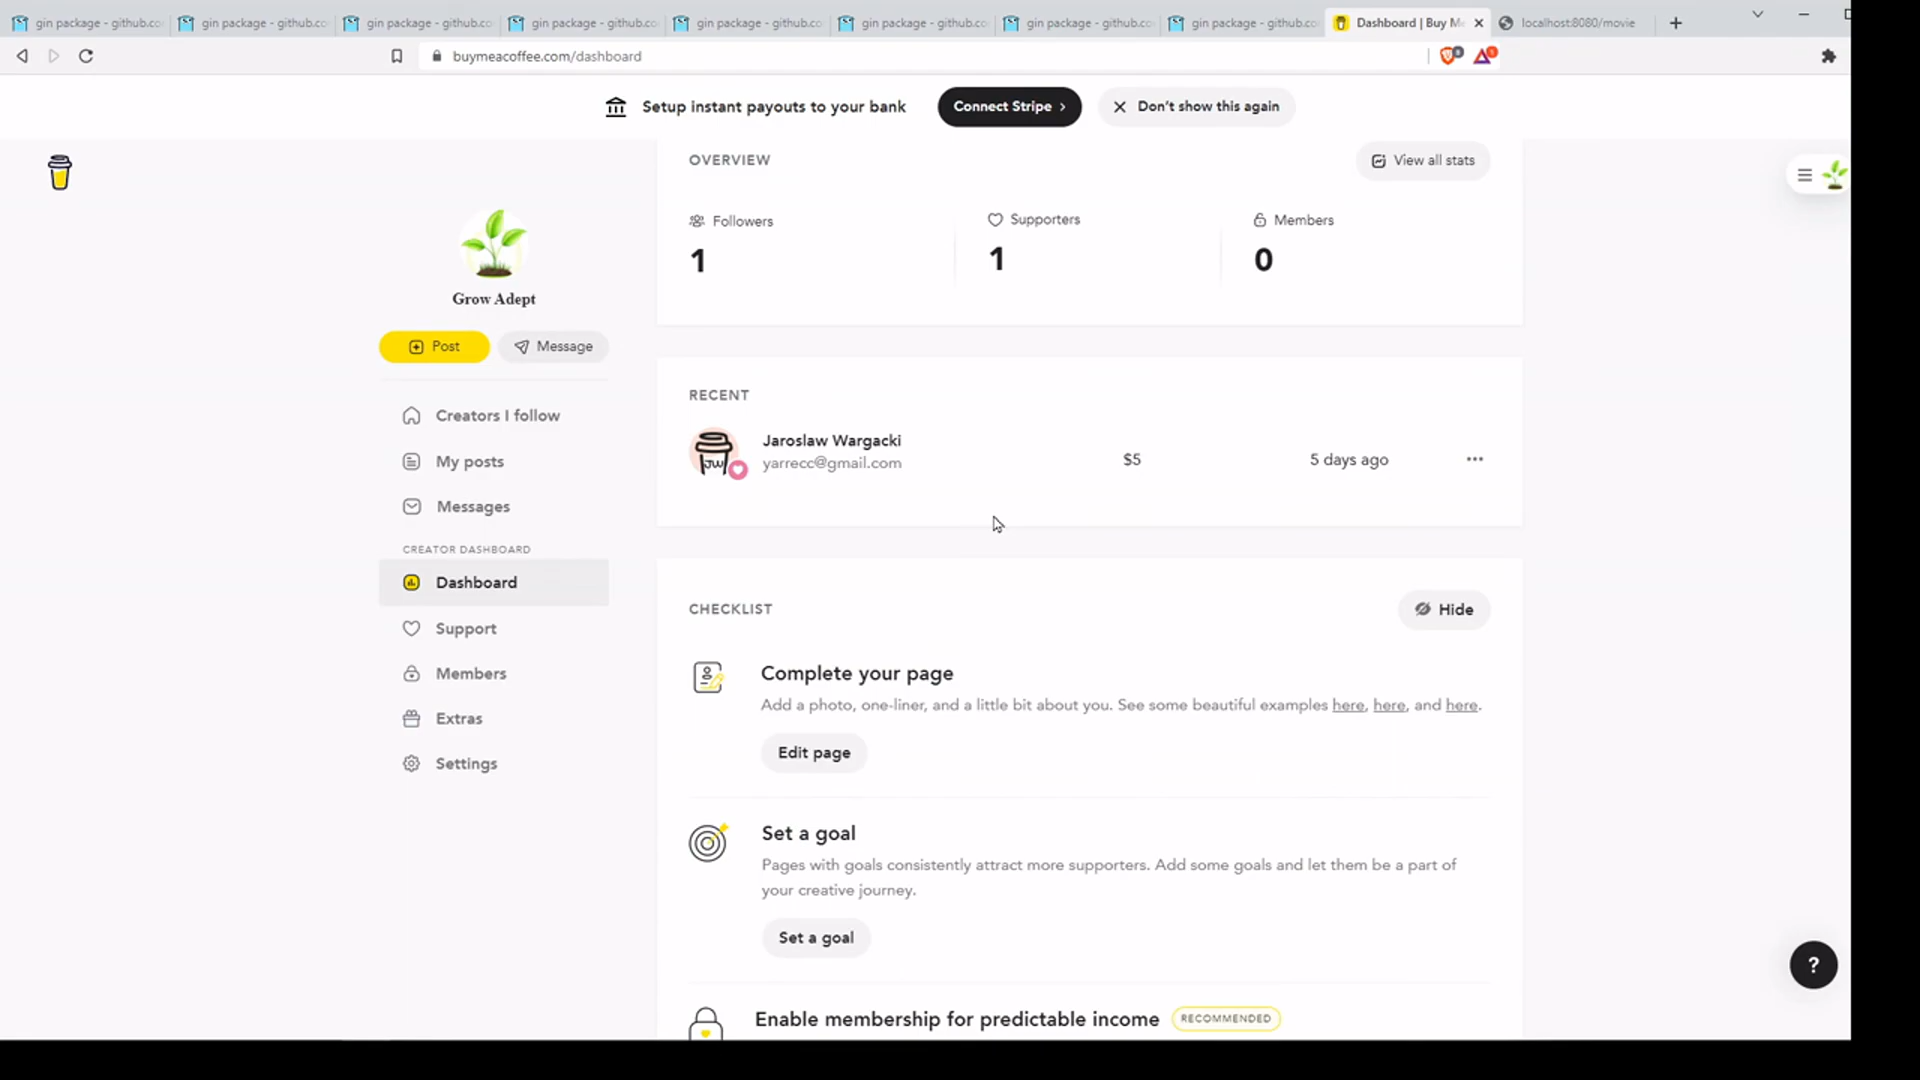 gin package - github.co
gin package - github.co
gin package - github.co
gin package - github.co
gin package - github.co
gin package - github.co
gin package - github.co
gin package - github.co
Dashboard | Buy Me
localhost:8080/movie
buymeacoffee.com/dashboard
Setup instant payouts to your bank
Connect Stripe
Don't show this again
OVERVIEW
View all stats
Followers
1
Supporters
1
Members
0
Grow Adept
Post
Message
Creators I follow
My posts
Messages
CREATOR DASHBOARD
Dashboard
Support
Members
Extras
Settings
RECENT
JW
Jaroslaw Wargacki
yarrecc@gmail.com
$5
5 days ago
CHECKLIST
Hide
Complete your page
Add a photo, one-liner, and a little bit about you. See some beautiful examples here, here, and here.
Edit page
Set a goal
Pages with goals consistently attract more supporters. Add some goals and let them be a part of
your creative journey.
Set a goal
Enable membership for predictable income
RECOMMENDED
?